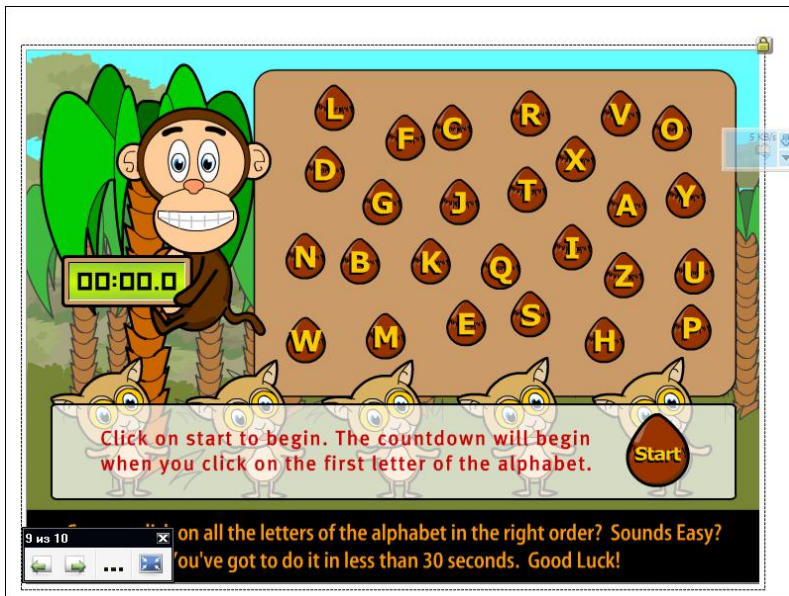 L
F C R V O
D X
G J T A Y
N B K Q I Z U
W M E S H P
5 KB/s
00:00.0
Click on start to begin. The countdown will begin
when you click on the first letter of the alphabet.
Start
on all the letters of the alphabet in the right order? Sounds Easy?
You've got to do it in less than 30 seconds. Good Luck!
9 из 10
...